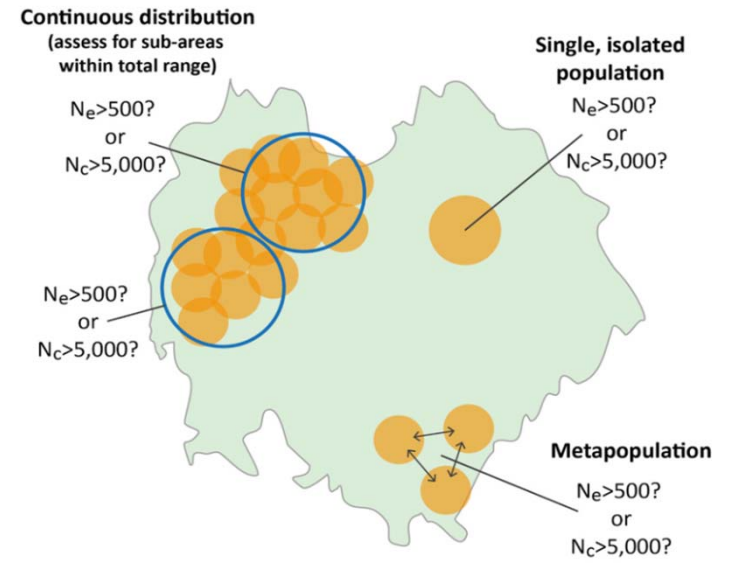 Continuous distribution
(assess for sub-areas
within total range)
Ne>500?
or
Nc>5,000?
Single, isolated
population
Ne>500?
or
Nc>5,000?
Ne>500?
or
Nc>5,000?
Metapopulation
Ne>500?
or
Nc>5,000?